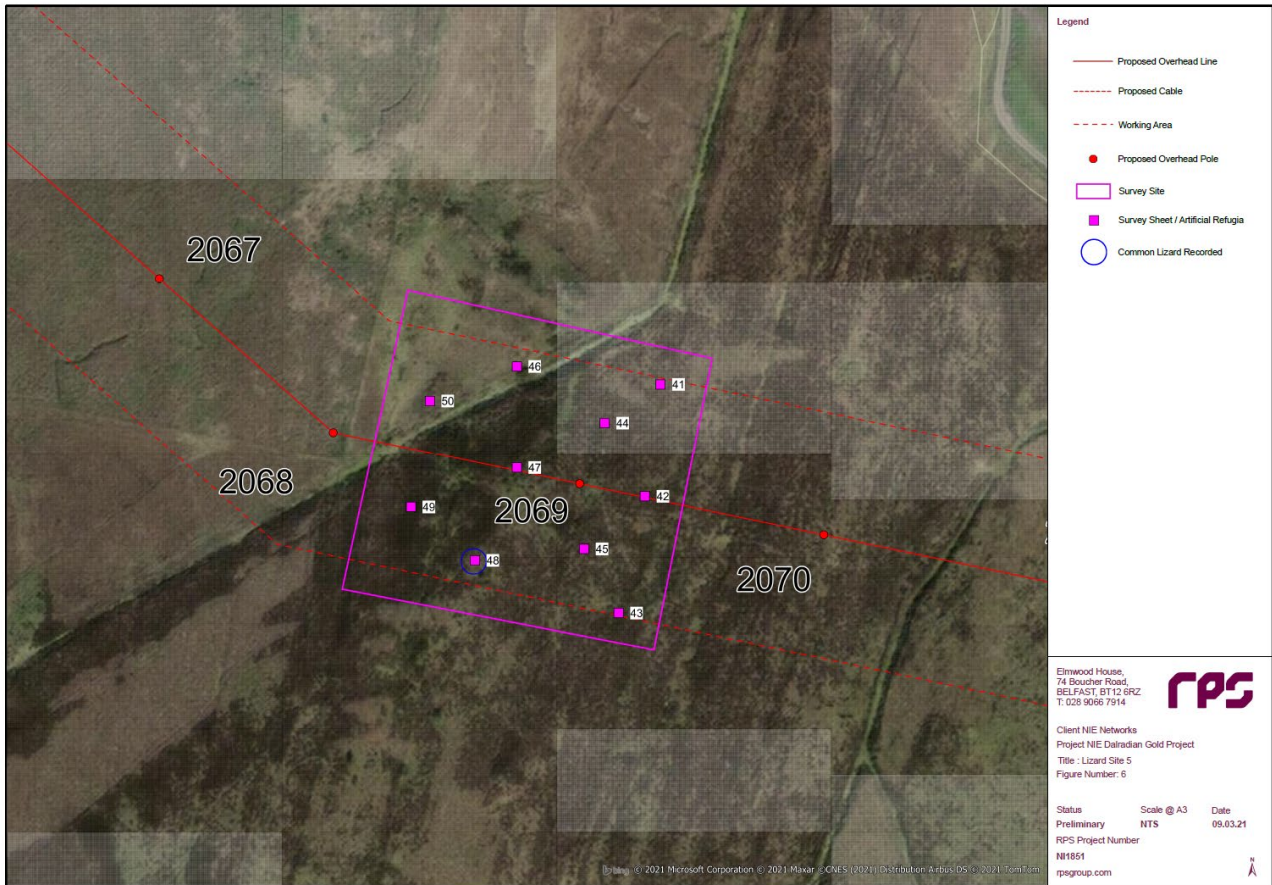 2067
46
41
50
44
47
2068
42
49
2069
45
48
2070
43
© 2021 Microsoft Corporation © 2021 Maxar ©CNES (2021) Distribution Airbus DS © 2021 TomTom
Legend
Proposed Overhead Line
Proposed Cable
Working Area
Proposed Overhead Pole
Survey Site
Survey Sheet / Artificial Refugia
Common Lizard Recorded
Elmwood House,
74 Boucher Road,
BELFAST, BT12 6RZ
T: 028 9066 7914
rps
Client NIE Networks
Project NIE Dalradian Gold Project
Title : Lizard Site 5
Figure Number: 6
Status Scale @ A3 Date
Preliminary NTS 09.03.21
RPS Project Number
NI1851
rpsgroup.com
N